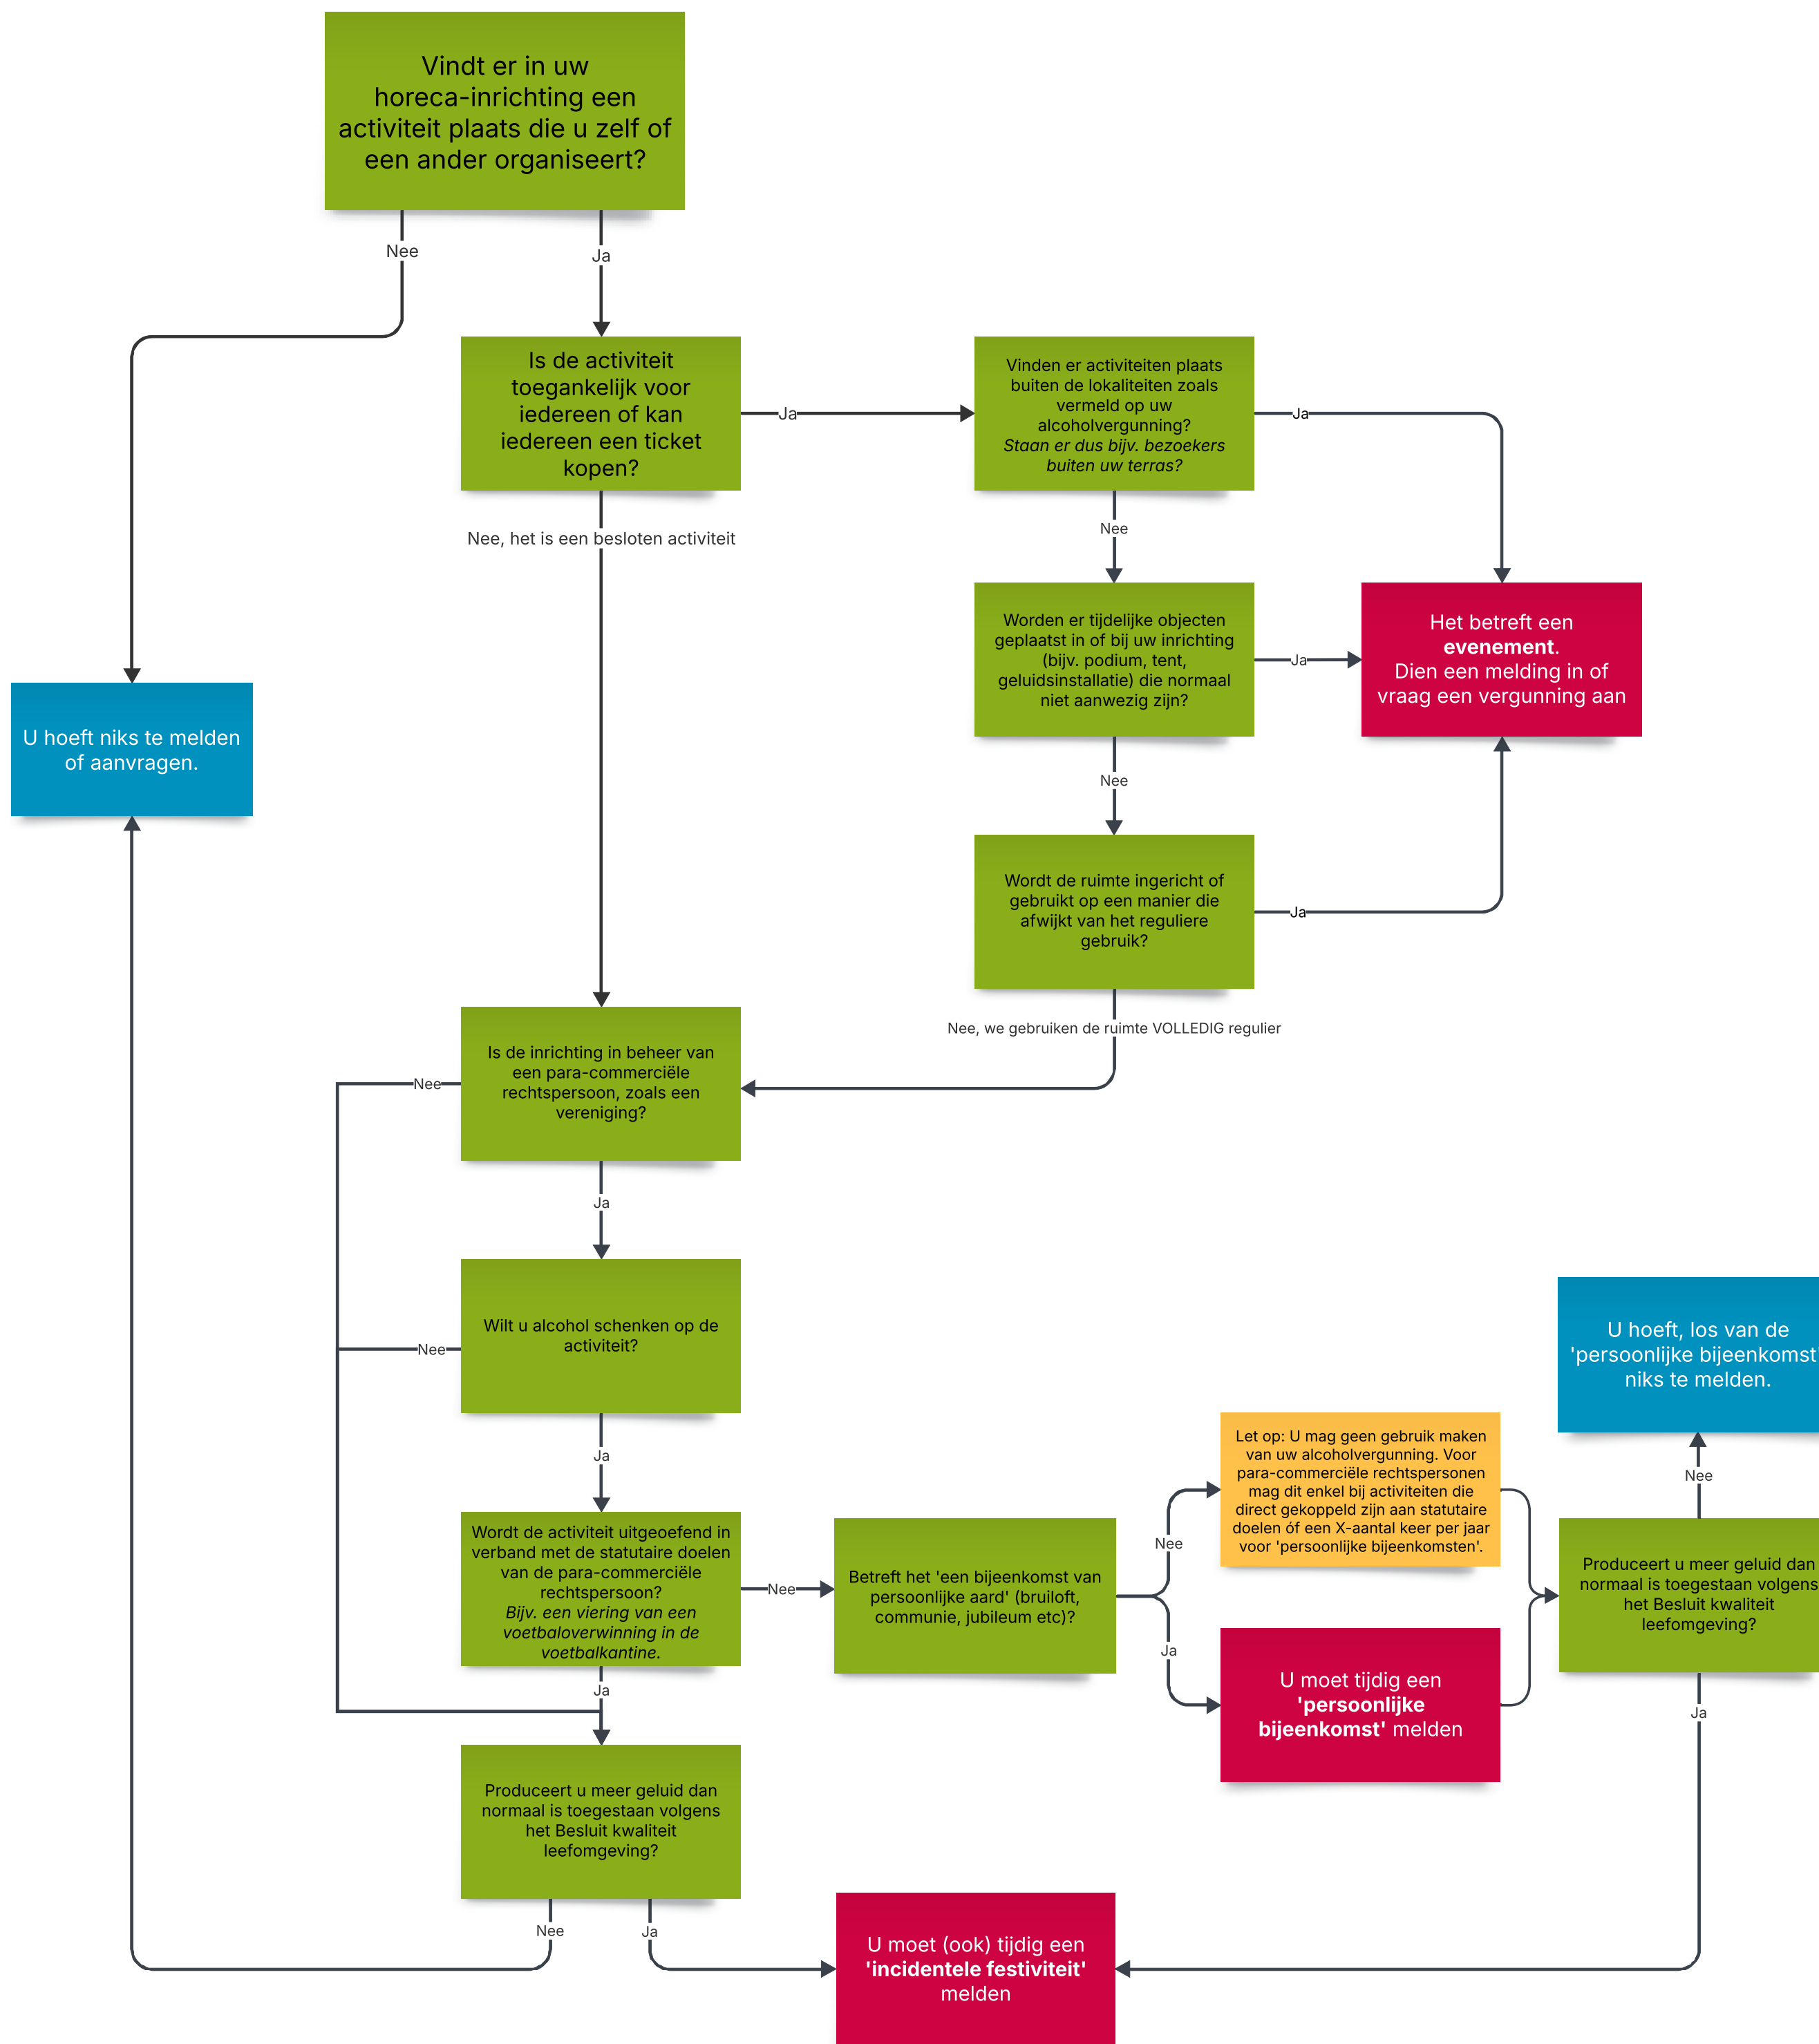 Vindt er in uw
horeca-inrichting een
activiteit plaats die u zelf of
een ander organiseert?
Nee
Ja
Is de activiteit
toegankelijk voor
iedereen of kan
iedereen een ticket
kopen?
Ja
Vinden er activiteiten plaats
buiten de lokaliteiten zoals
vermeld op uw
alcoholvergunning?
Staan er dus bijv. bezoekers
buiten uw terras?
Ja
Nee, het is een besloten activiteit
Nee
Worden er tijdelijke objecten
geplaatst in of bij uw inrichting
(bijv. podium, tent,
geluidsinstallatie) die normaal
niet aanwezig zijn?
Ja
Het betreft een
evenement.
Dien een melding in of
vraag een vergunning aan
U hoeft niks te melden
of aanvragen.
Nee
Wordt de ruimte ingericht of
gebruikt op een manier die
afwijkt van het reguliere
gebruik?
Ja
Nee, we gebruiken de ruimte VOLLEDIG regulier
Is de inrichting in beheer van
een para-commerciële
rechtspersoon, zoals een
vereniging?
Nee
Ja
Wilt u alcohol schenken op de
activiteit?
Nee
Ja
Wordt de activiteit uitgeoefend in
verband met de statutaire doelen
van de para-commerciële
rechtspersoon?
Bijv. een viering van een
voetbaloverwinning in de
voetbalkantine.
Nee
Betreft het 'een bijeenkomst van
persoonlijke aard' (bruiloft,
communie, jubileum etc)?
Nee
Ja
Let op: U mag geen gebruik maken
van uw alcoholvergunning. Voor
para-commerciële rechtspersonen
mag dit enkel bij activiteiten die
direct gekoppeld zijn aan statutaire
doelen óf een X-aantal keer per jaar
voor 'persoonlijke bijeenkomsten'.
U moet tijdig een
'persoonlijke
bijeenkomst' melden
U hoeft, los van de
'persoonlijke bijeenkomst'
niks te melden.
Nee
Produceert u meer geluid dan
normaal is toegestaan volgens
het Besluit kwaliteit
leefomgeving?
Ja
Ja
Produceert u meer geluid dan
normaal is toegestaan volgens
het Besluit kwaliteit
leefomgeving?
Nee
Ja
U moet (ook) tijdig een
'incidentele festiviteit'
melden